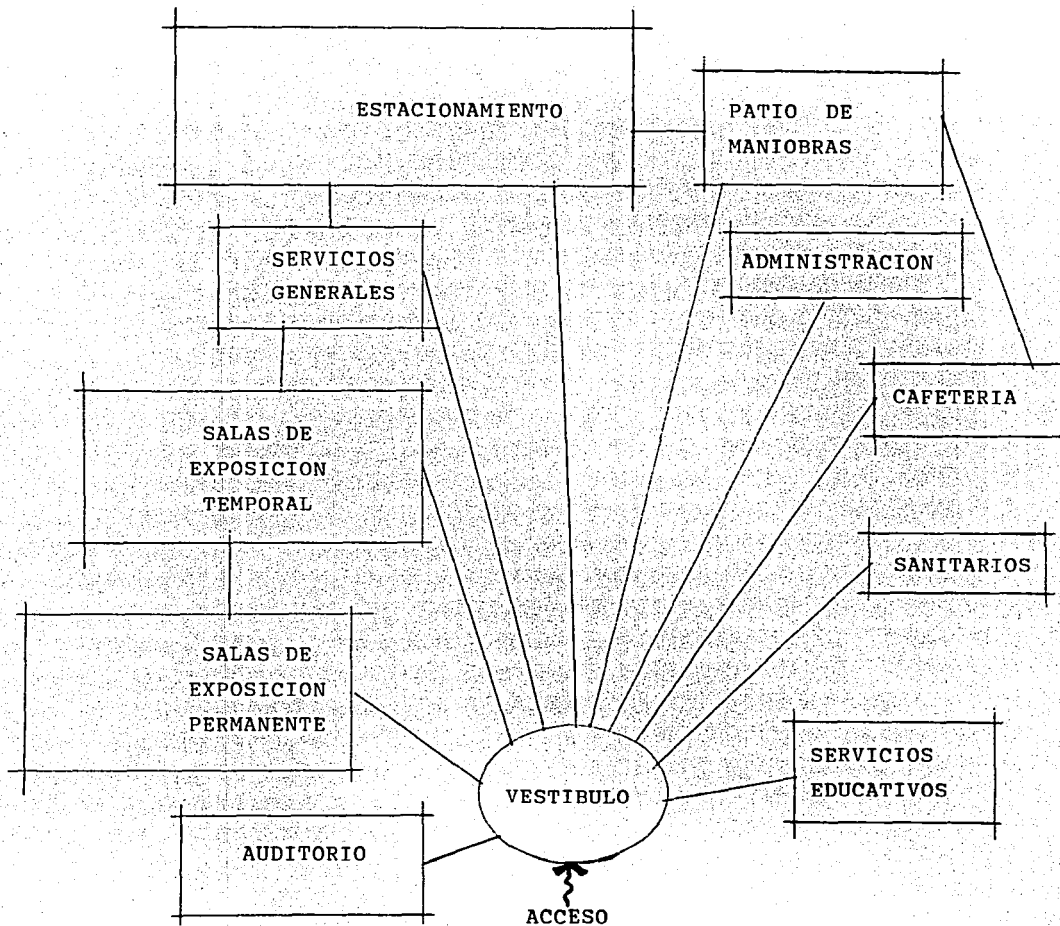 ESTACIONAMIENTO
PATIO DE
MANIOBRAS
SERVICIOS
GENERALES
ADMINISTRACION
CAFETERIA
SALAS DE
EXPOSICION
TEMPORAL
SANITARIOS
SALAS DE
EXPOSICION
PERMANENTE
SERVICIOS
EDUCATIVOS
VESTIBULO
AUDITORIO
ACCESO